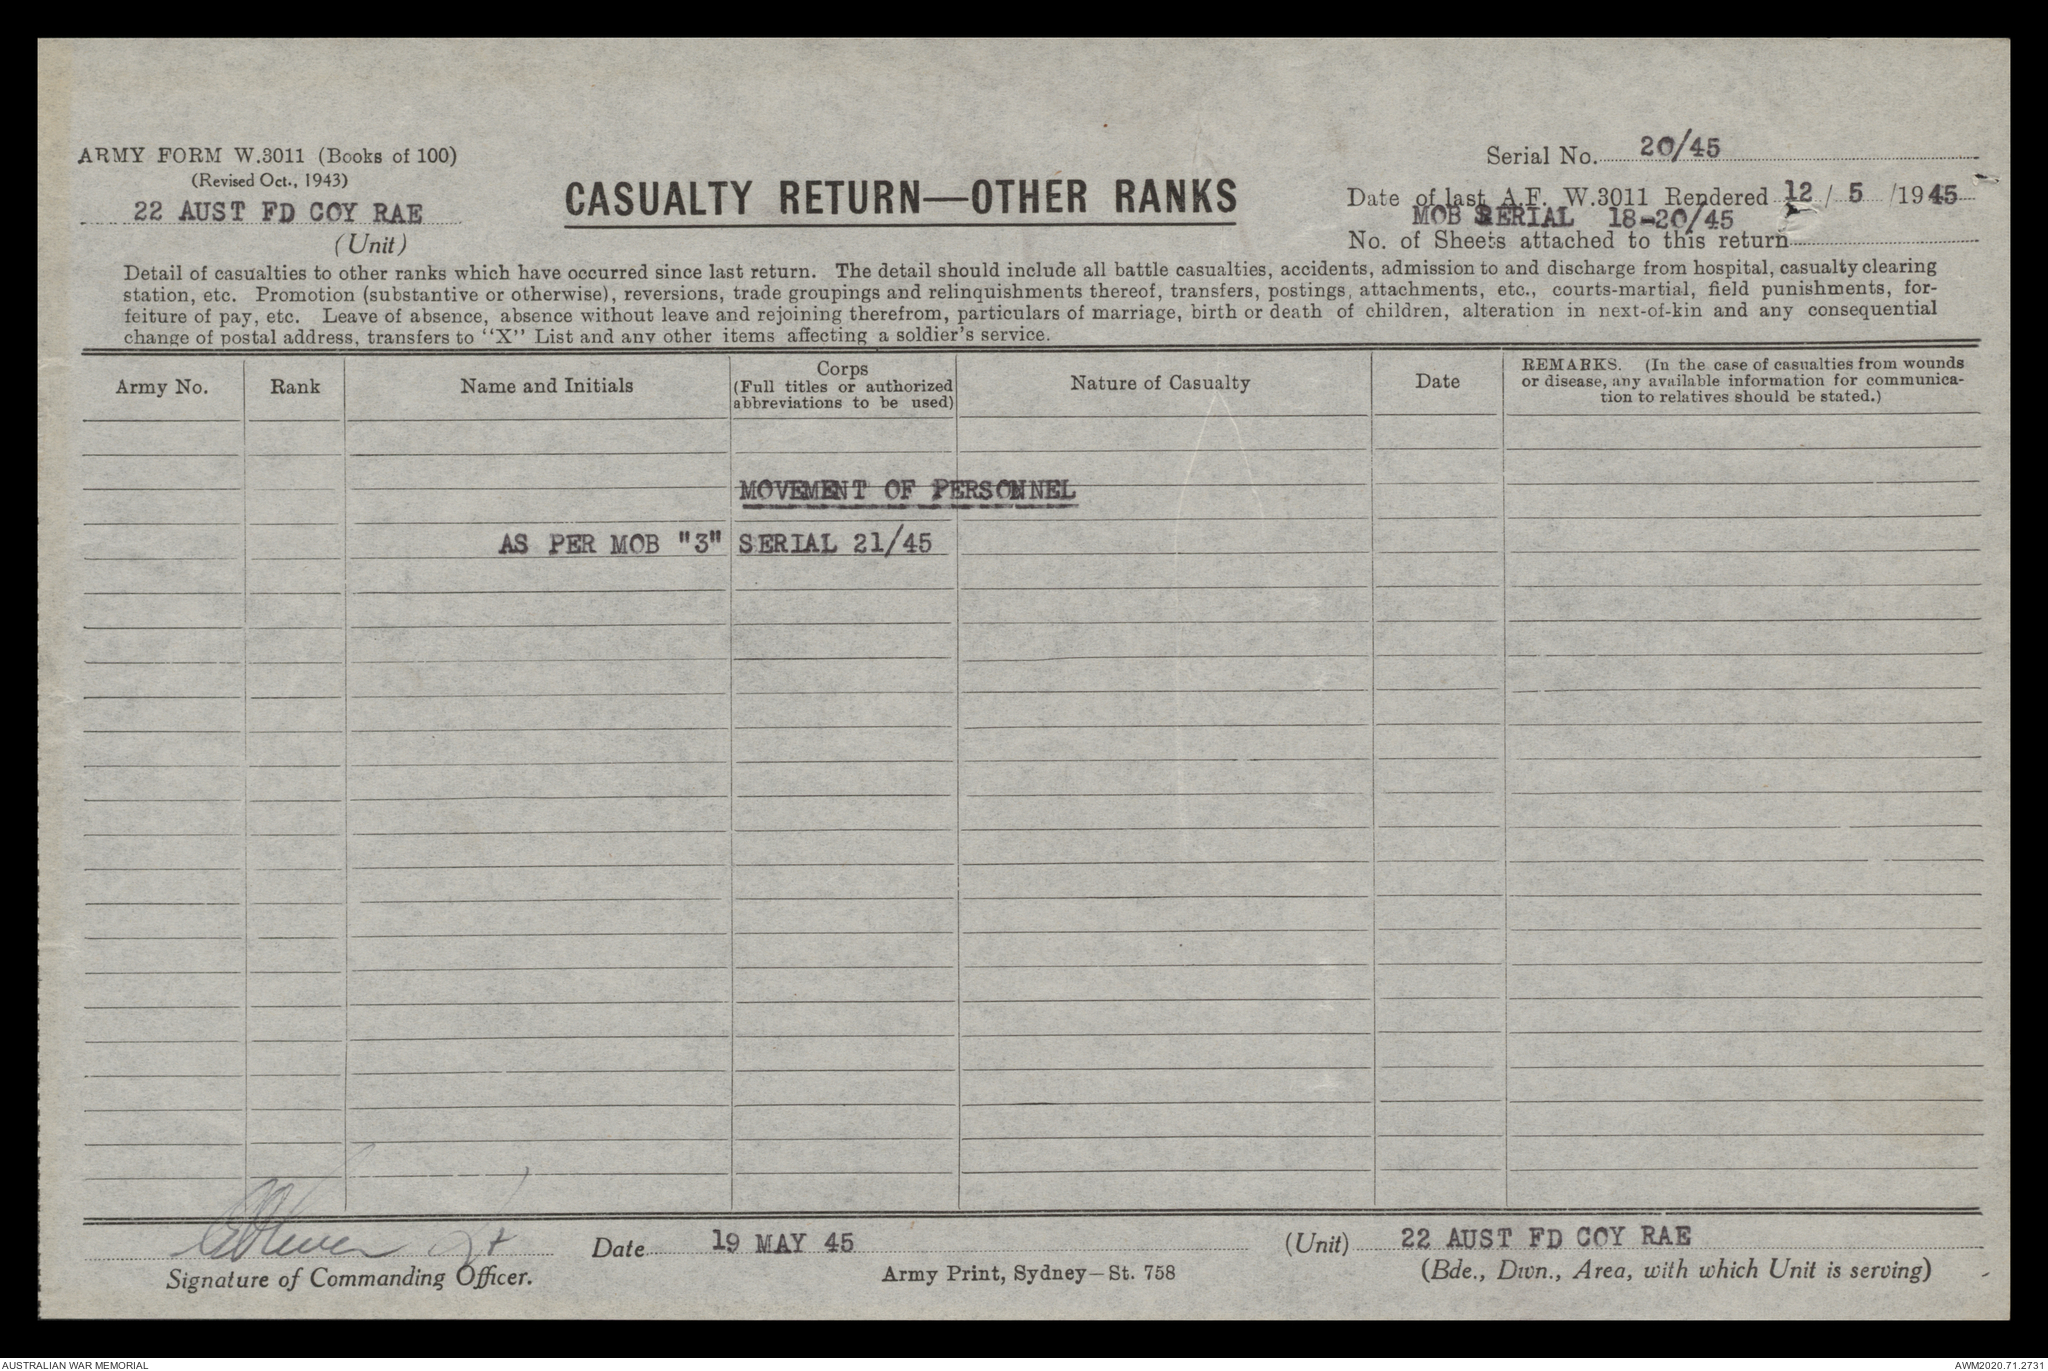 ARMY FORM W.3011 (Books of 100)
(Revised Oct., 1943)
22 AUST FD COY RAE
(Unit)
CASUALTY RETURN—OTHER RANKS
Serial No. 20/45
Date of last A.F. W.3011 Rendered 12 / 5 /1945
MOB SERIAL 18-20/45
No. of Sheets attached to this return
Detail of casualties to other ranks which have occurred since last return. The detail should include all battle casualties, accidents, admission to and discharge from hospital, casualty clearing
station, etc. Promotion (substantive or otherwise), reversions, trade groupings and relinquishments thereof, transfers, postings, attachments, etc., courts-martial, field punishments, for-
feiture of pay, etc. Leave of absence, absence without leave and rejoining therefrom, particulars of marriage, birth or death of children, alteration in next-of-kin and any consequential
change of postal address, transfers to "X" List and any other items affecting a soldier's service.
Army No.
Rank
Name and Initials
Corps
(Full titles or authorized
abbreviations to be used)
Nature of Casualty
Date
REMARKS. (In the case of casualties from wounds
or disease, any available information for communica-
tion to relatives should be stated.)
MOVEMENT OF PERSONNEL
AS PER MOB "3" SERIAL 21/45
Lt
Signature of Commanding Officer.
Date 19 MAY 45
Army Print, Sydney—St. 758
(Unit) 22 AUST FD COY RAE
(Bde., Divn., Area, with which Unit is serving)
AUSTRALIAN WAR MEMORIAL
AWM2020.71.2731